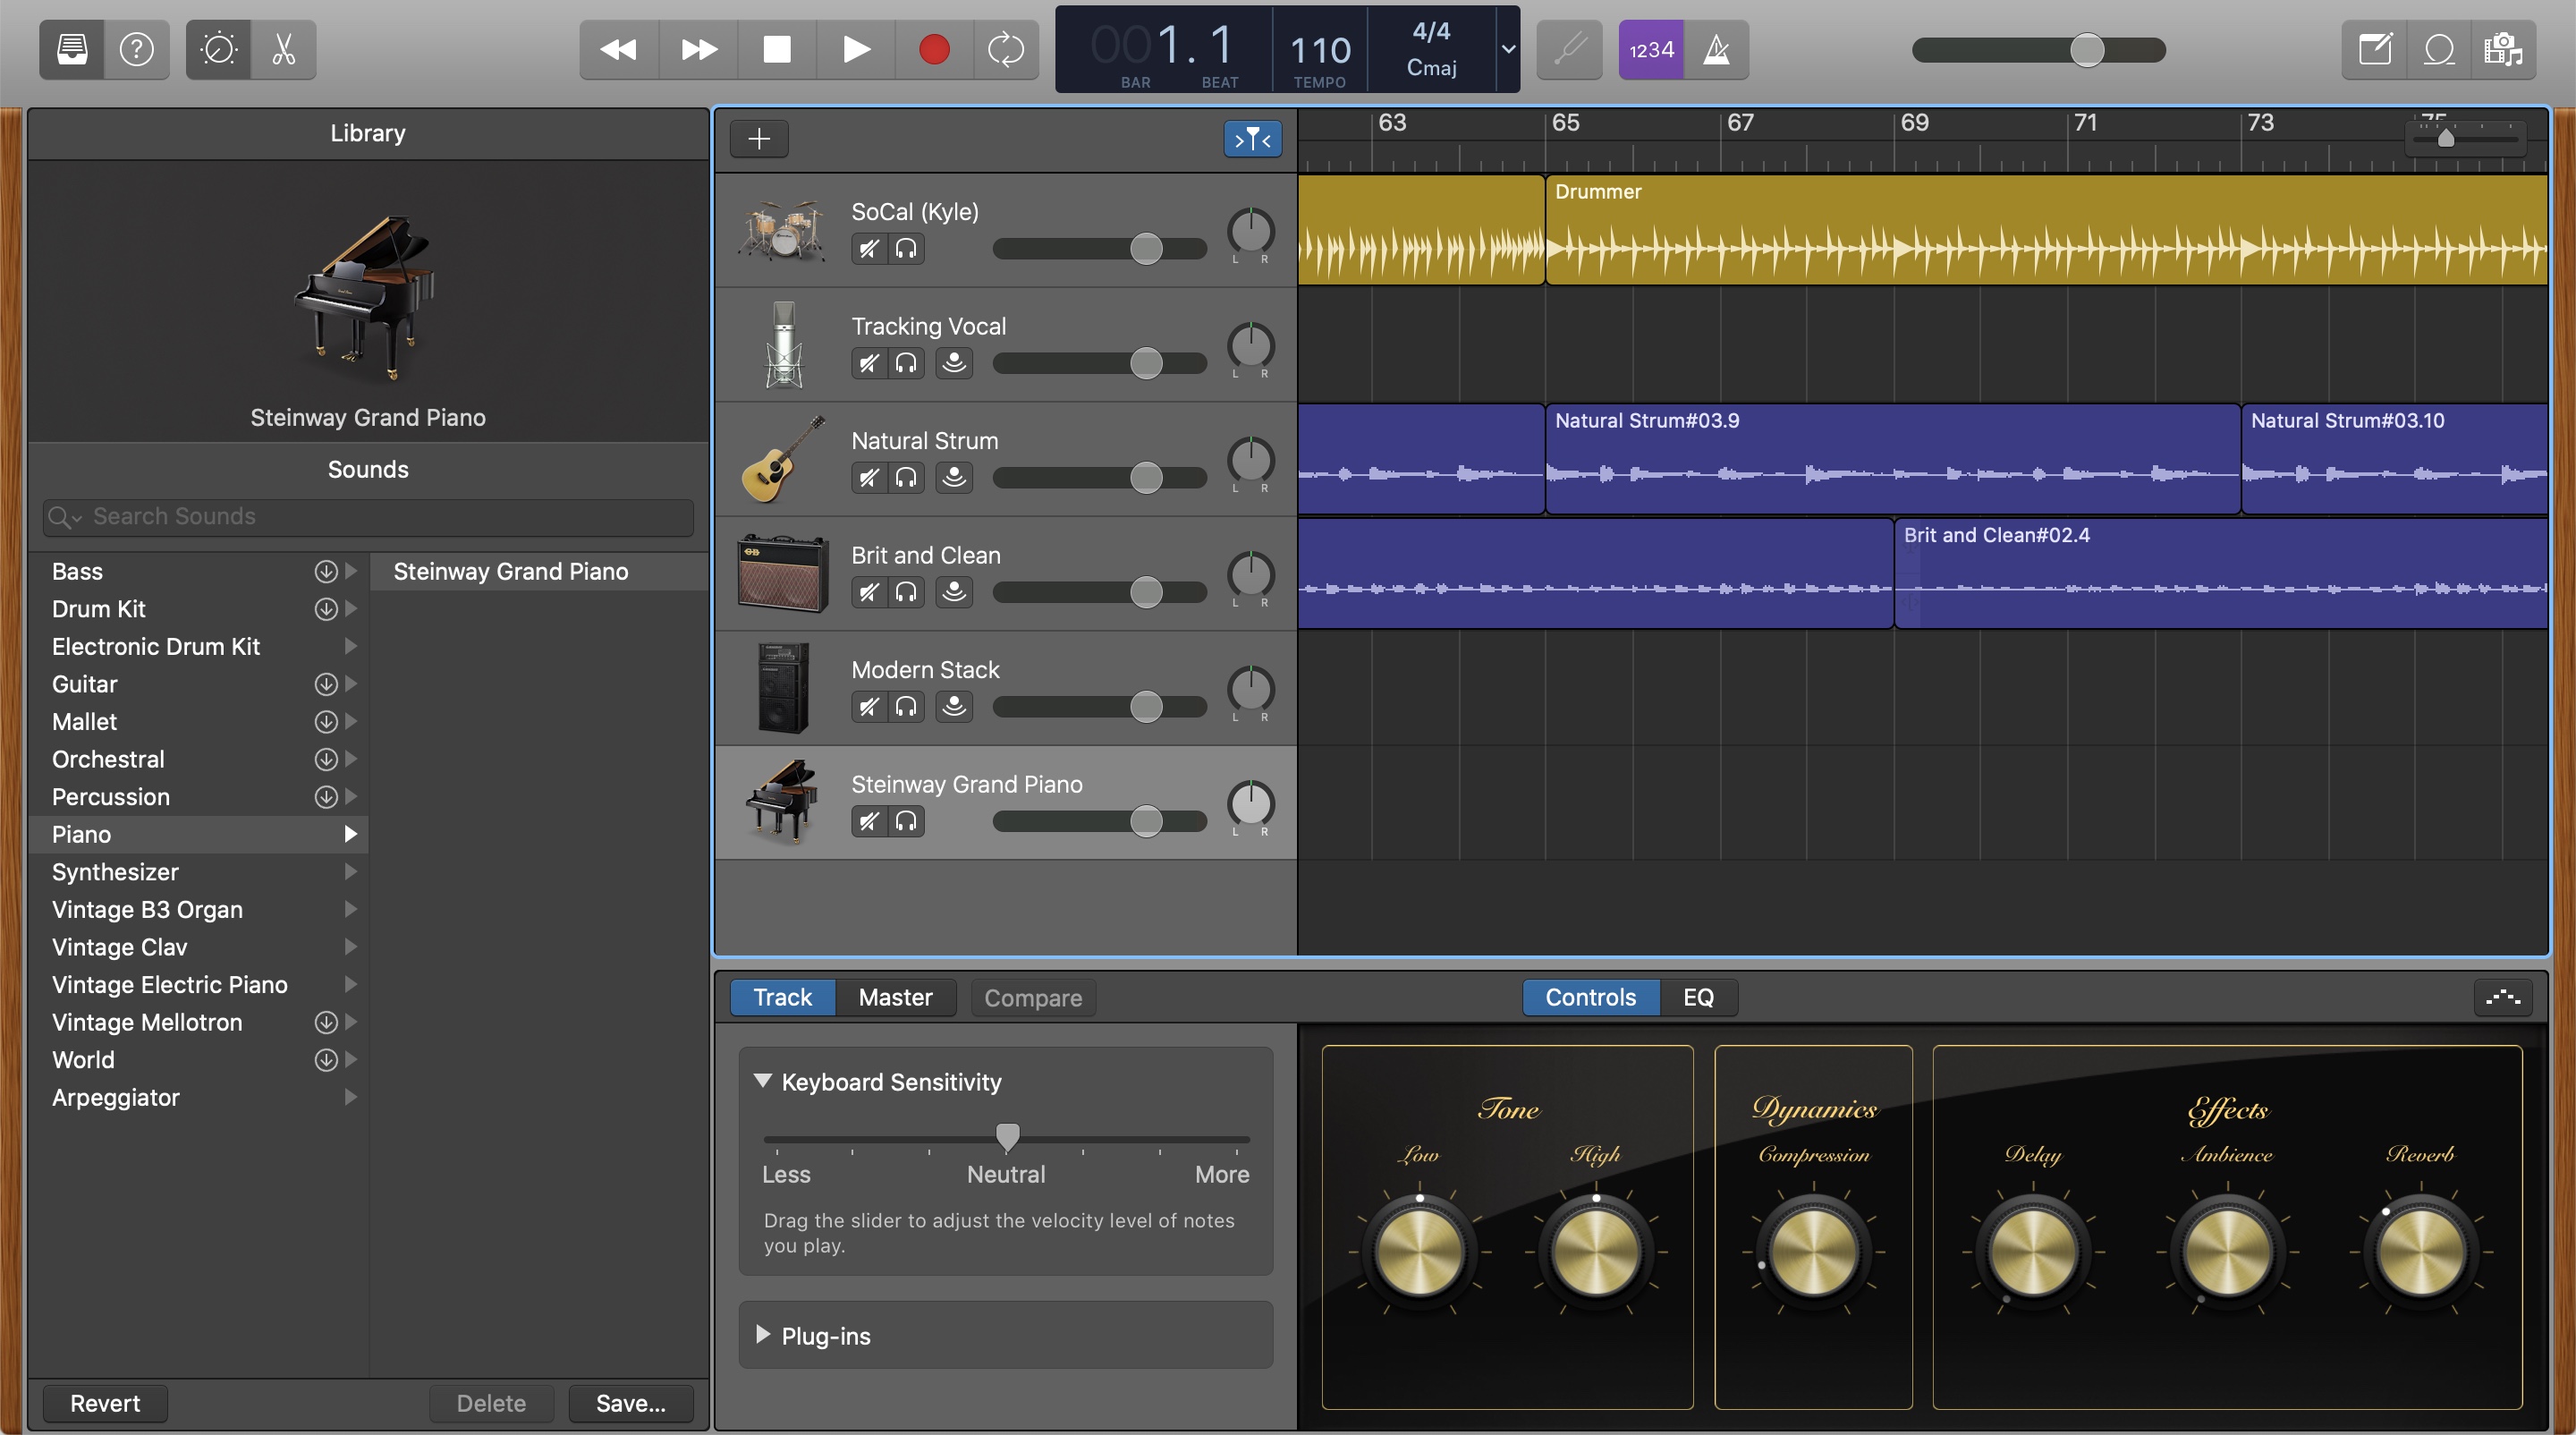 001. 1
BAR BEAT
110
TEMPO
4/4
Cmaj
1234
Library
Steinway Grand Piano
Sounds
Search Sounds
Bass
Drum Kit
Electronic Drum Kit
Guitar
Mallet
Orchestral
Percussion
Piano
Synthesizer
Vintage B3 Organ
Vintage Clav
Vintage Electric Piano
Vintage Mellotron
World
Arpeggiator
Steinway Grand Piano
Revert Delete Save...
63 65 67 69 71 73 75
SoCal (Kyle)
L R
Tracking Vocal
L R
Natural Strum
L R
Brit and Clean
L R
Modern Stack
L R
Steinway Grand Piano
L R
Drummer
Natural Strum#03.9 Natural Strum#03.10
Brit and Clean#02.4
Track Master Compare Controls EQ
Keyboard Sensitivity
Less Neutral More
Drag the slider to adjust the velocity level of notes
you play.
Plug-ins
Tone
Low High
Dynamics
Compression
Effects
Delay Ambience Reverb